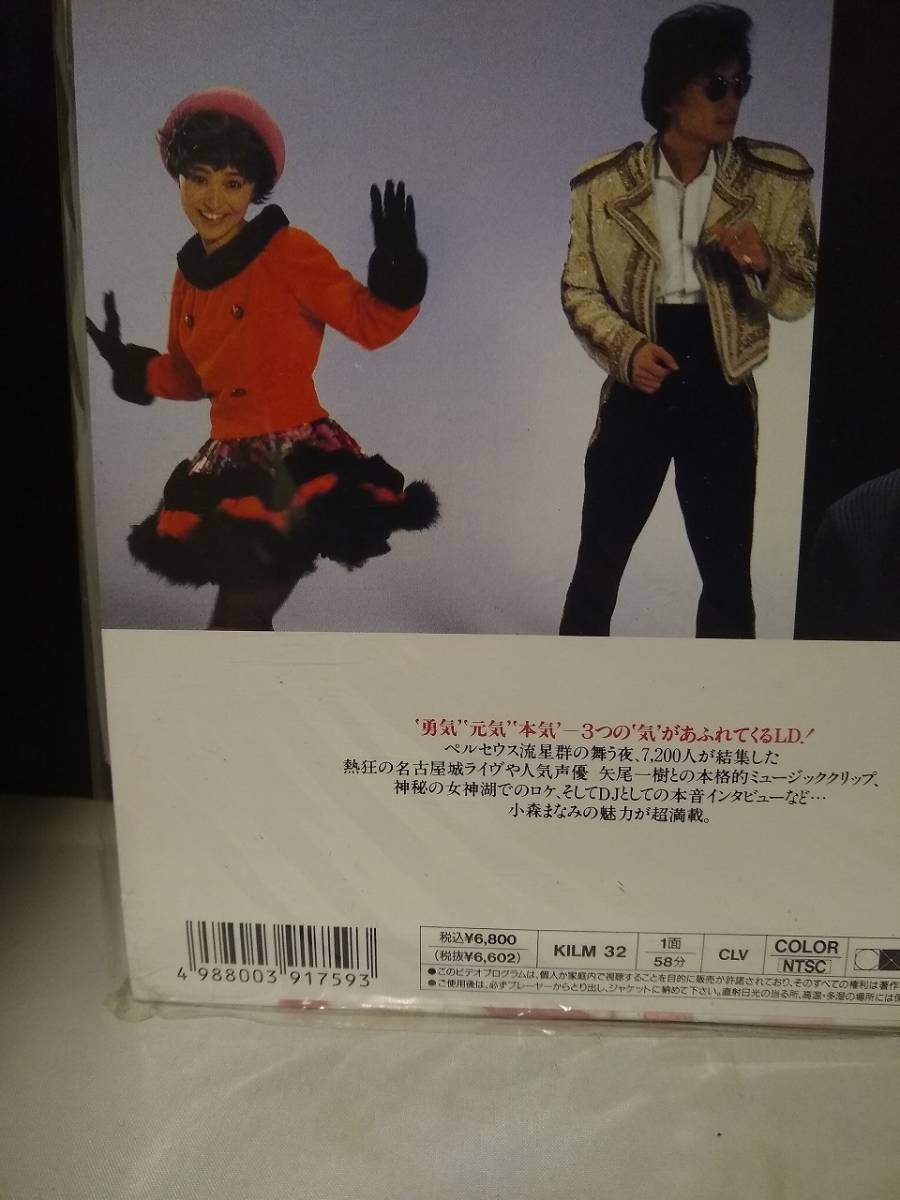 "勇気""元気""本気"—3つの"気"があふれてくるLD.!
ペルセウス流星群の舞う夜、7,200人が結集した
熱狂の名古屋城ライヴや人気声優 矢尾一樹との本格的ミュージッククリップ、
神秘の女神湖でのロケ、そしてDJとしての本音インタビューなど…
小森まなみの魅力が超満載。
4 988003 917593
税込¥6,800
(税抜¥6,602)
KILM 32
1面
58分
CLV
COLOR
NTSC
●このビデオプログラムは、個人か家庭内で視聴することを目的に販売が許諾されており、そのすべての権利は著作
●ご使用後は、必ずプレーヤーからとり出し、ジャケットに納めて下さい。直射日光の当る所、高温・多湿の場所には保